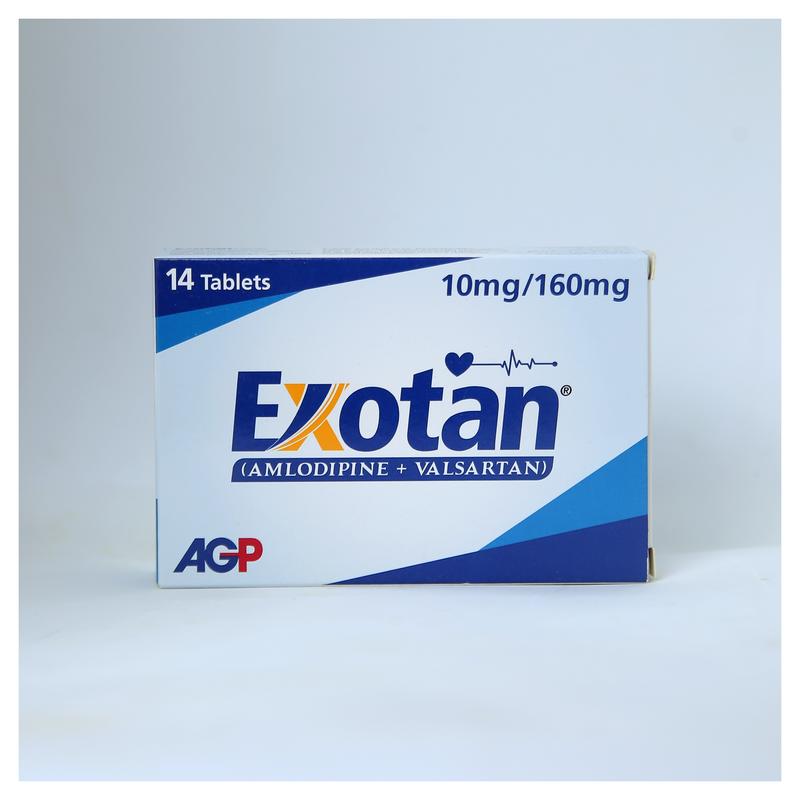 14 Tablets
10mg/160mg
Exotan®
(AMLODIPINE + VALSARTAN)
AGP